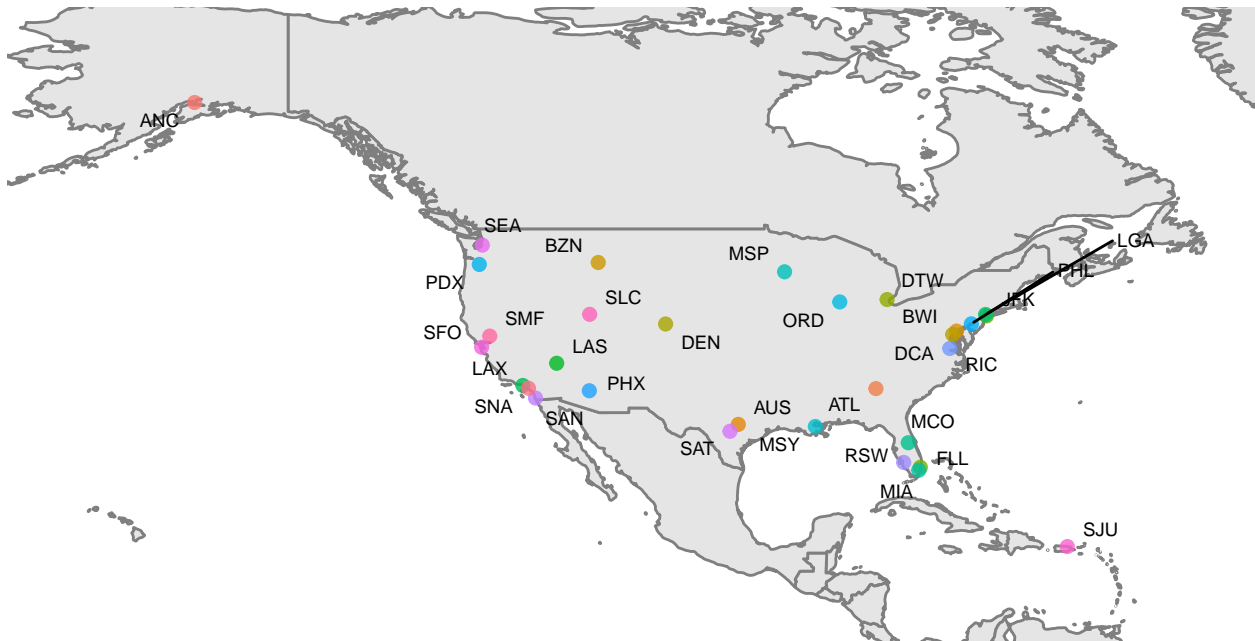 ANC
SEA
LGA
BZN
MSP
PHL
PDX
DTW
SLC
JFK
ORD
BWI
SMF
SFO
DEN
LAS
DCA
RIC
LAX
PHX
SNA
AUS
ATL
SAN
MCO
SAT
MSY
RSW
FLL
MIA
SJU